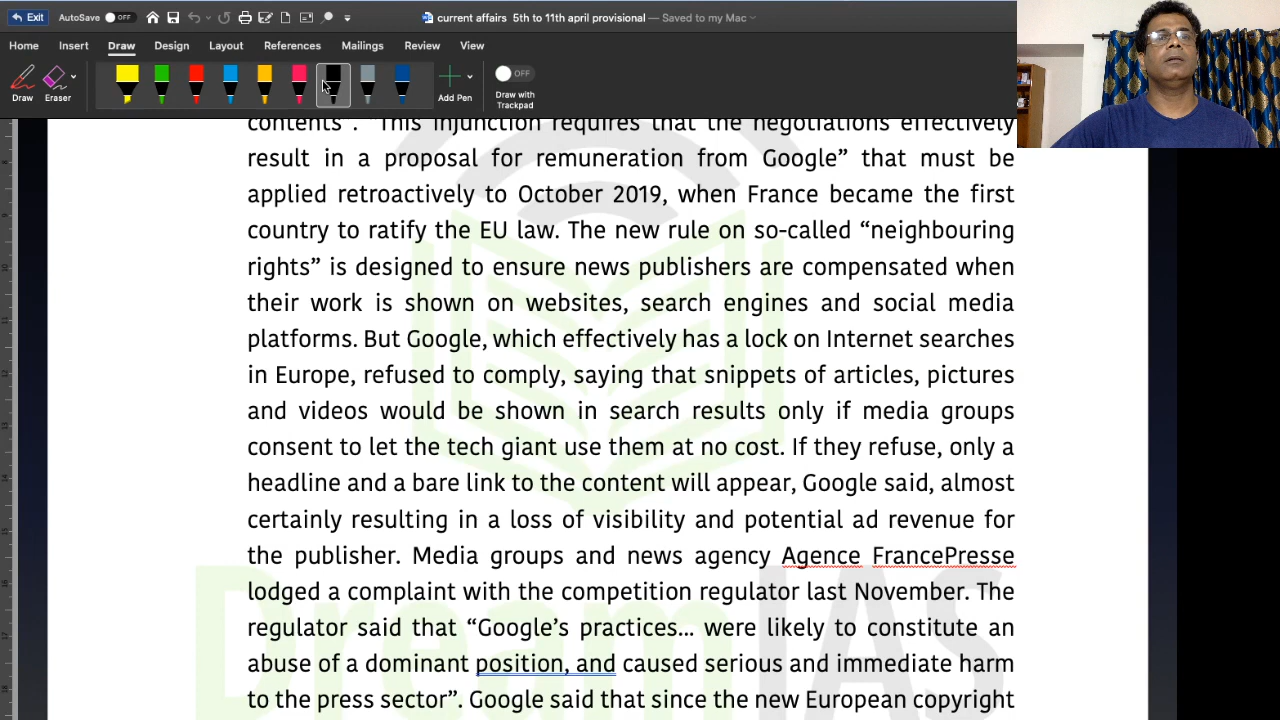 Exit AutoSave OFF current affairs 5th to 11th april provisional — Saved to my Mac
Home Insert Draw Design Layout References Mailings Review View
OFF
Draw Eraser Add Pen Draw with
Trackpad
contents". "This injunction requires that the negotiations effectively
result in a proposal for remuneration from Google” that must be
applied retroactively to October 2019, when France became the first
country to ratify the EU law. The new rule on so-called “neighbouring
rights” is designed to ensure news publishers are compensated when
their work is shown on websites, search engines and social media
platforms. But Google, which effectively has a lock on Internet searches
in Europe, refused to comply, saying that snippets of articles, pictures
and videos would be shown in search results only if media groups
consent to let the tech giant use them at no cost. If they refuse, only a
headline and a bare link to the content will appear, Google said, almost
certainly resulting in a loss of visibility and potential ad revenue for
the publisher. Media groups and news agency Agence FrancePresse
lodged a complaint with the competition regulator last November. The
regulator said that “Google’s practices... were likely to constitute an
abuse of a dominant position, and caused serious and immediate harm
to the press sector”. Google said that since the new European copyright
DreamIAS